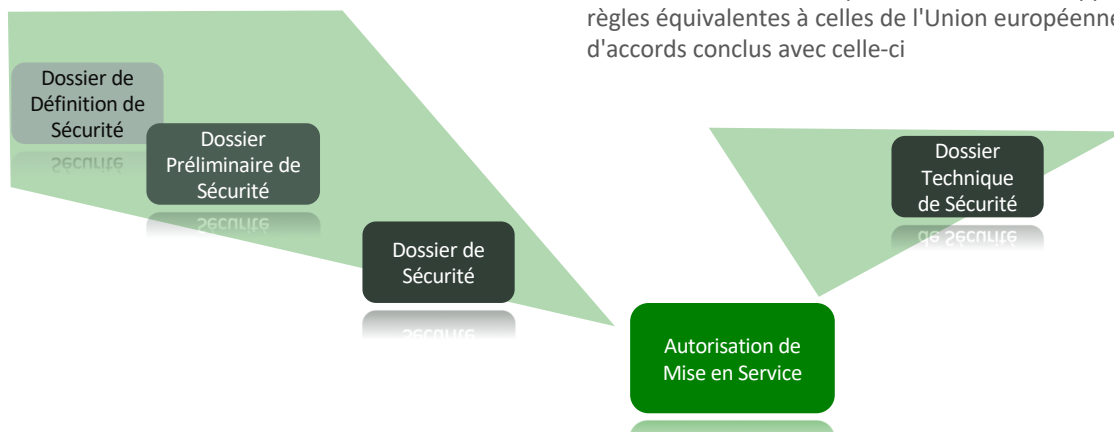 règles équivalentes à celles de l'Union européenne
d'accords conclus avec celle-ci
Dossier de
Définition de
Sécurité
Dossier
Préliminaire de
Sécurité
Dossier de
Sécurité
Dossier
Technique
de Sécurité
Autorisation de
Mise en Service